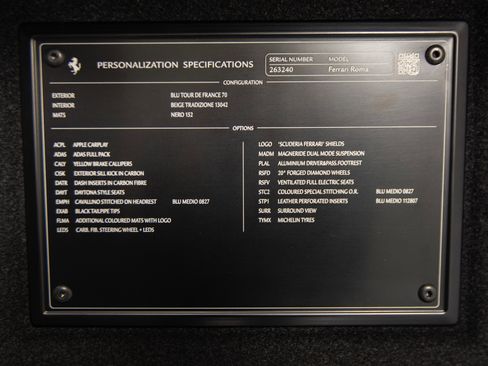 PERSONALIZATION SPECIFICATIONS
SERIAL NUMBER MODEL
263240 Ferrari Roma
CONFIGURATION
EXTERIOR BLU TOUR DE FRANCE 70
INTERIOR BEIGE TRADIZIONE 13042
MATS NERO 152
OPTIONS
ACPL APPLE CARPLAY
ADAS ADAS FULL PACK
CALY YELLOW BRAKE CALLIPERS
CISK EXTERIOR SILL KICK IN CARBON
DATR DASH INSERTS IN CARBON FIBRE
DAYT DAYTONA STYLE SEATS
EMPH CAVALLINO STITCHED ON HEADREST BLU MEDIO 0827
EXAB BLACK TAILPIPE TIPS
FLMA ADDITIONAL COLOURED MATS WITH LOGO
LEDS CARB. FIB. STEERING WHEEL + LEDS
LOGO "SCUDERIA FERRARI" SHIELDS
MADM MAGNERIDE DUAL MODE SUSPENSION
PLAL ALUMINIUM DRIVER&PASS.FOOTREST
RSFD 20" FORGED DIAMOND WHEELS
RSFV VENTILATED FULL ELECTRIC SEATS
STC2 COLOURED SPECIAL STITCHING O.R. BLU MEDIO 0827
STP1 LEATHER PERFORATED INSERTS BLU MEDIO 112807
SURR SURROUND VIEW
TYMX MICHELIN TYRES